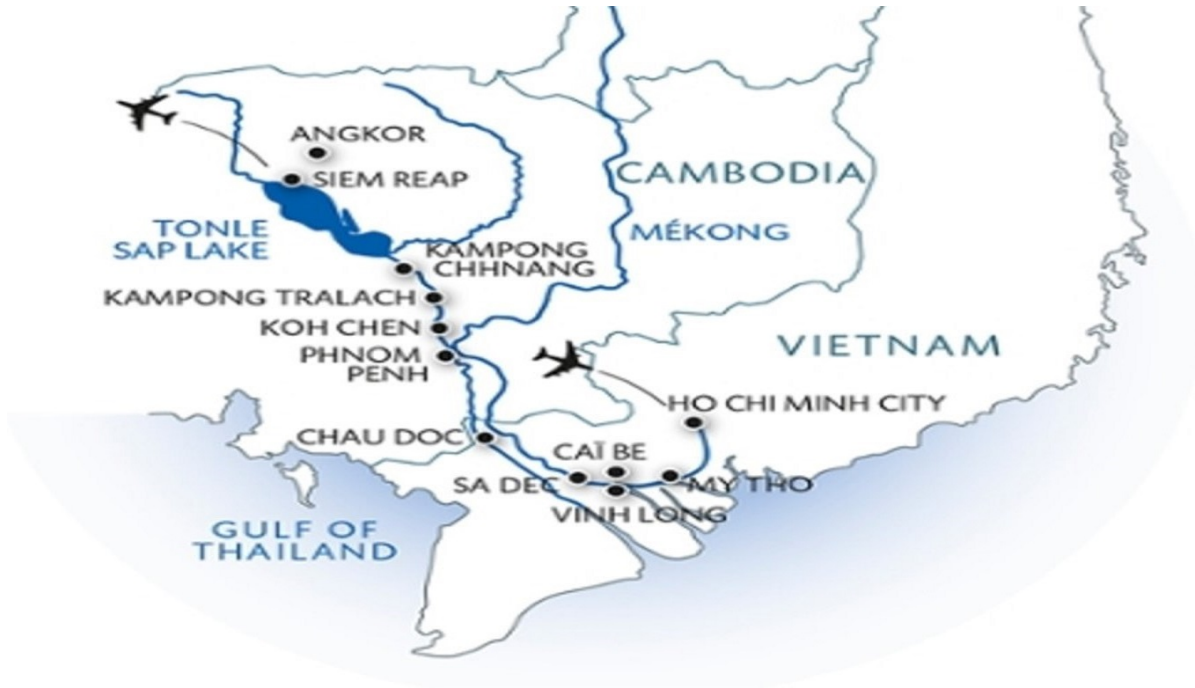 ANGKOR
CAMBODIA
SIEM REAP
TONLE
SAP LAKE
MÉKONG
KAMPONG
CHHNANG
KAMPONG TRALACH
KOH CHEN
PHNOM
PENH
VIETNAM
HO CHI MINH CITY
CHAU DOC
CAÏ BE
SA DEC
MY THO
VINH LONG
GULF OF
THAILAND